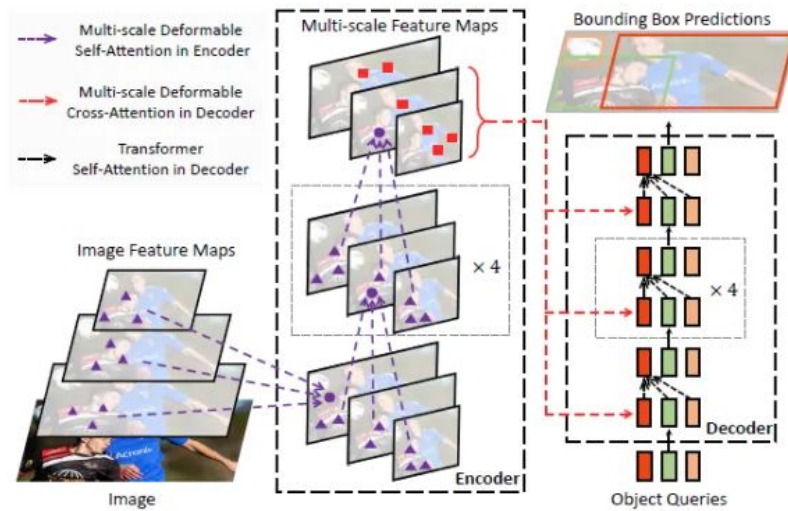 Multi-scale Deformable
Self-Attention in Encoder
Multi-scale Deformable
Cross-Attention in Decoder
Transformer
Self-Attention in Decoder
Image Feature Maps
Image
Multi-scale Feature Maps
× 4
Encoder
Bounding Box Predictions
× 4
Decoder
Object Queries
Acronis